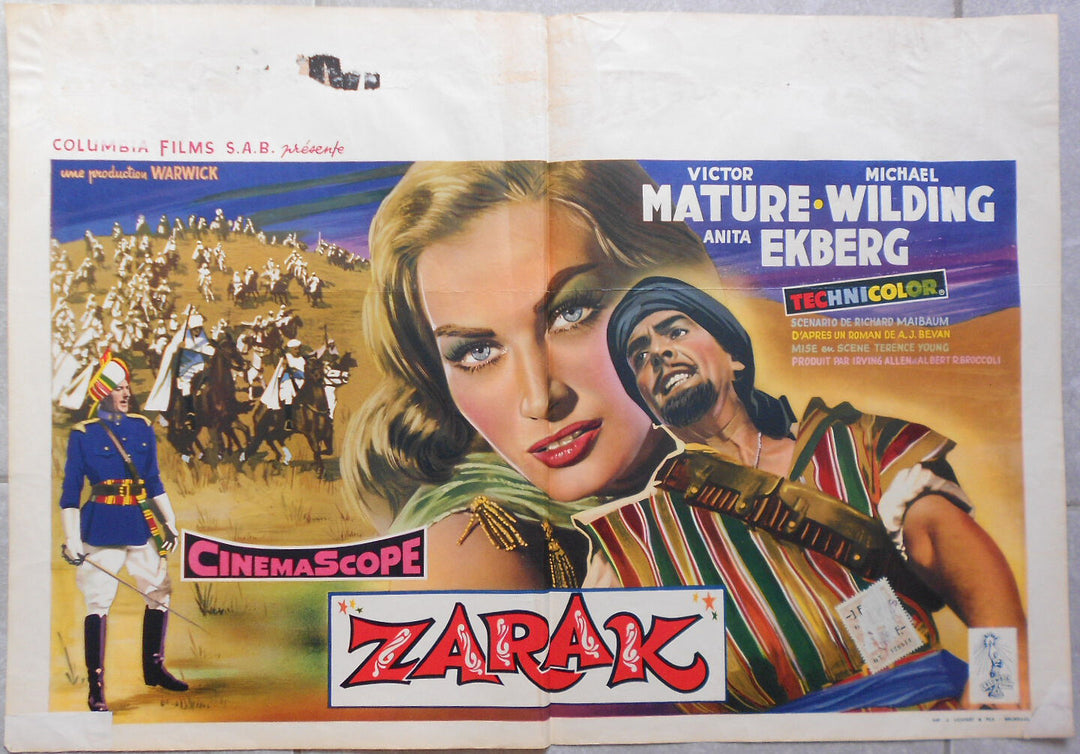 COLUMBIA FILMS S.A.B. présente
une production WARWICK
VICTOR MICHAEL
MATURE·WILDING
ANITA EKBERG
TECHNICOLOR
SCENARIO DE RICHARD MAIBAUM
D'APRES UN ROMAN DE A.J. BEVAN
MISE en SCENE TERENCE YOUNG
PRODUIT PAR IRVING ALLEN et ALBERT R. BROCCOLI
CINEMASCOPE
ZARAK